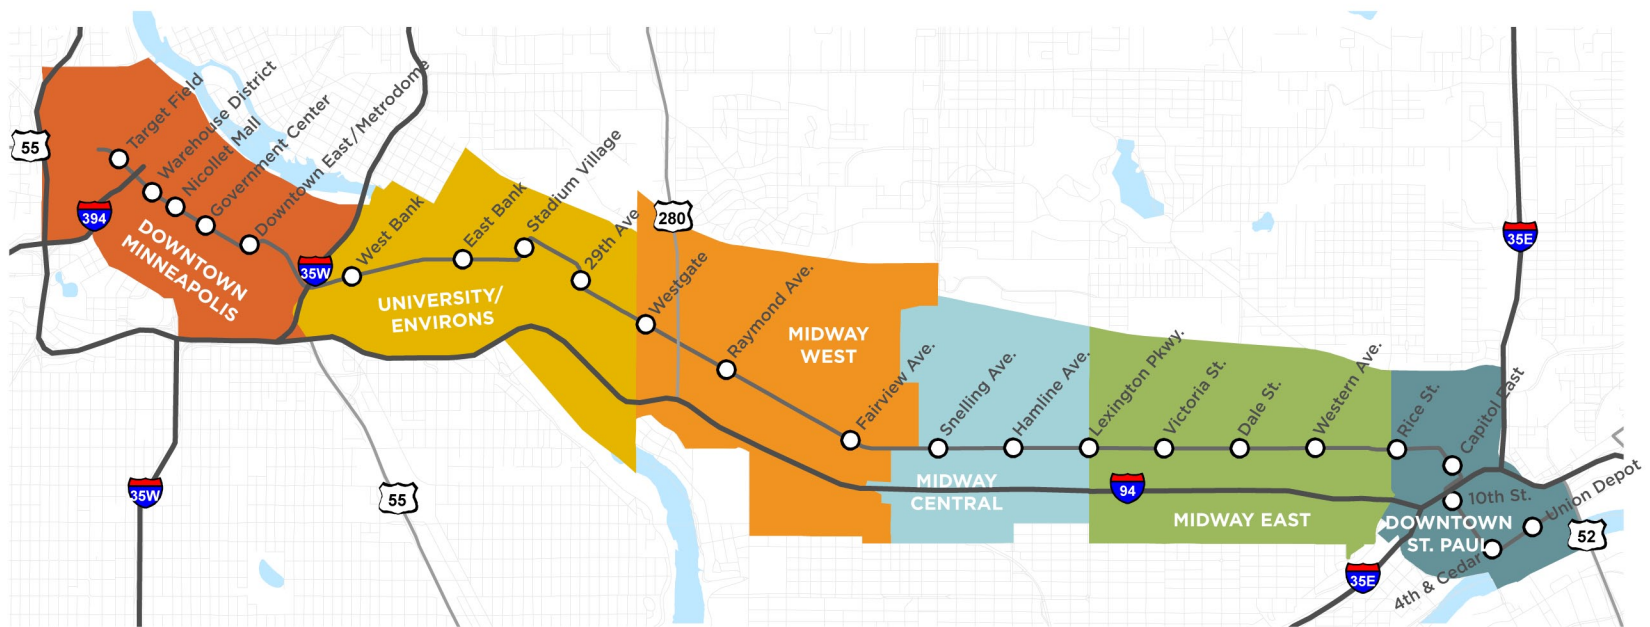 55
394
35W
35W
55
280
94
35E
35E
52
DOWNTOWN
MINNEAPOLIS
Target Field
Warehouse District
Nicollet Mall
Government Center
Downtown East/Metrodome
UNIVERSITY/
ENVIRONS
West Bank
East Bank
Stadium Village
29th Ave
MIDWAY
WEST
Westgate
Raymond Ave.
Fairview Ave.
MIDWAY
CENTRAL
Snelling Ave.
Hamline Ave.
Lexington Pkwy.
MIDWAY EAST
Victoria St.
Dale St.
Western Ave.
DOWNTOWN
ST. PAUL
Rice St.
Capitol East
10th St.
4th & Cedar
Union Depot